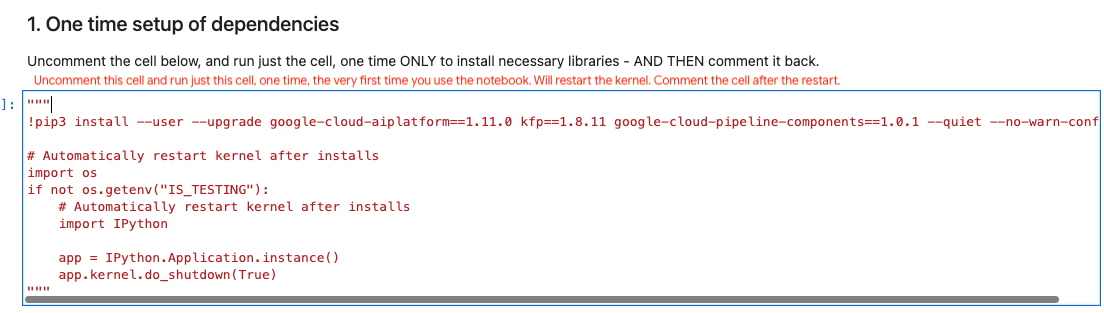 1. One time setup of dependencies
Uncomment the cell below, and run just the cell, one time ONLY to install necessary libraries - AND THEN comment it back.
Uncomment this cell and run just this cell, one time, the very first time you use the notebook. Will restart the kernel. Comment the cell after the restart.
]: """
!pip3 install --user --upgrade google-cloud-aiplatform==1.11.0 kfp==1.8.11 google-cloud-pipeline-components==1.0.1 --quiet --no-warn-conf
# Automatically restart kernel after installs
import os
if not os.getenv("IS_TESTING"):
    # Automatically restart kernel after installs
    import IPython
    app = IPython.Application.instance()
    app.kernel.do_shutdown(True)
"""